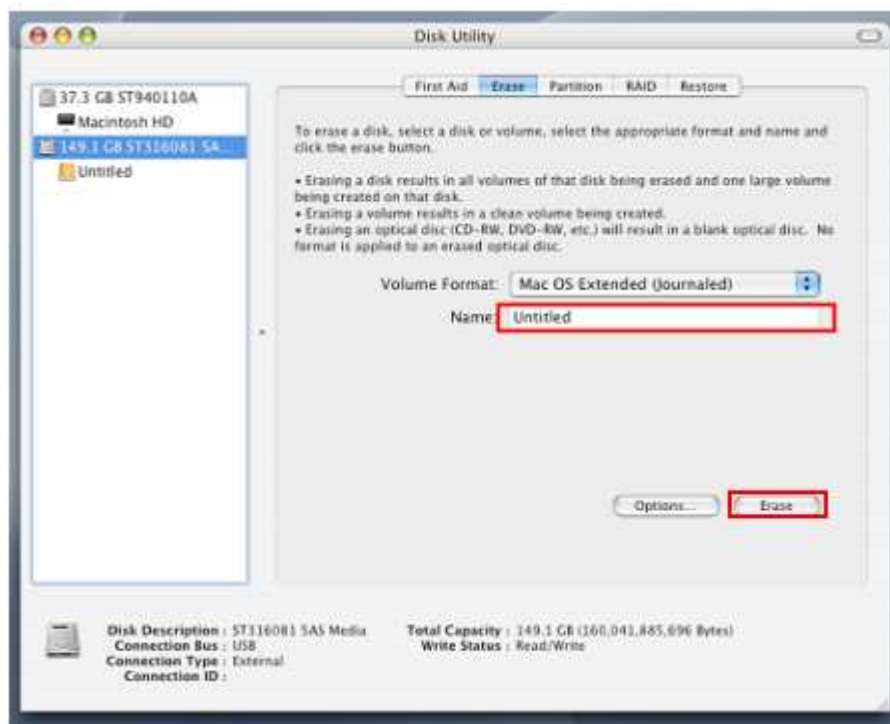 Disk Utility
37.3 GB ST940110A
Macintosh HD
149.1 GB ST316081 SA...
Untitled
First Aid Erase Partition RAID Restore
To erase a disk, select a disk or volume, select the appropriate format and name and
click the erase button.
• Erasing a disk results in all volumes of that disk being erased and one large volume
being created on that disk.
• Erasing a volume results in a clean volume being created.
• Erasing an optical disc (CD-RW, DVD-RW, etc.) will result in a blank optical disc. No
format is applied to an erased optical disc.
Volume Format: Mac OS Extended (Journaled)
Name: Untitled
Options... Erase
Disk Description : ST316081 SAS Media
Connection Bus : USB
Connection Type : External
Connection ID :
Total Capacity : 149.1 GB (160,041,885,696 Bytes)
Write Status : Read/Write